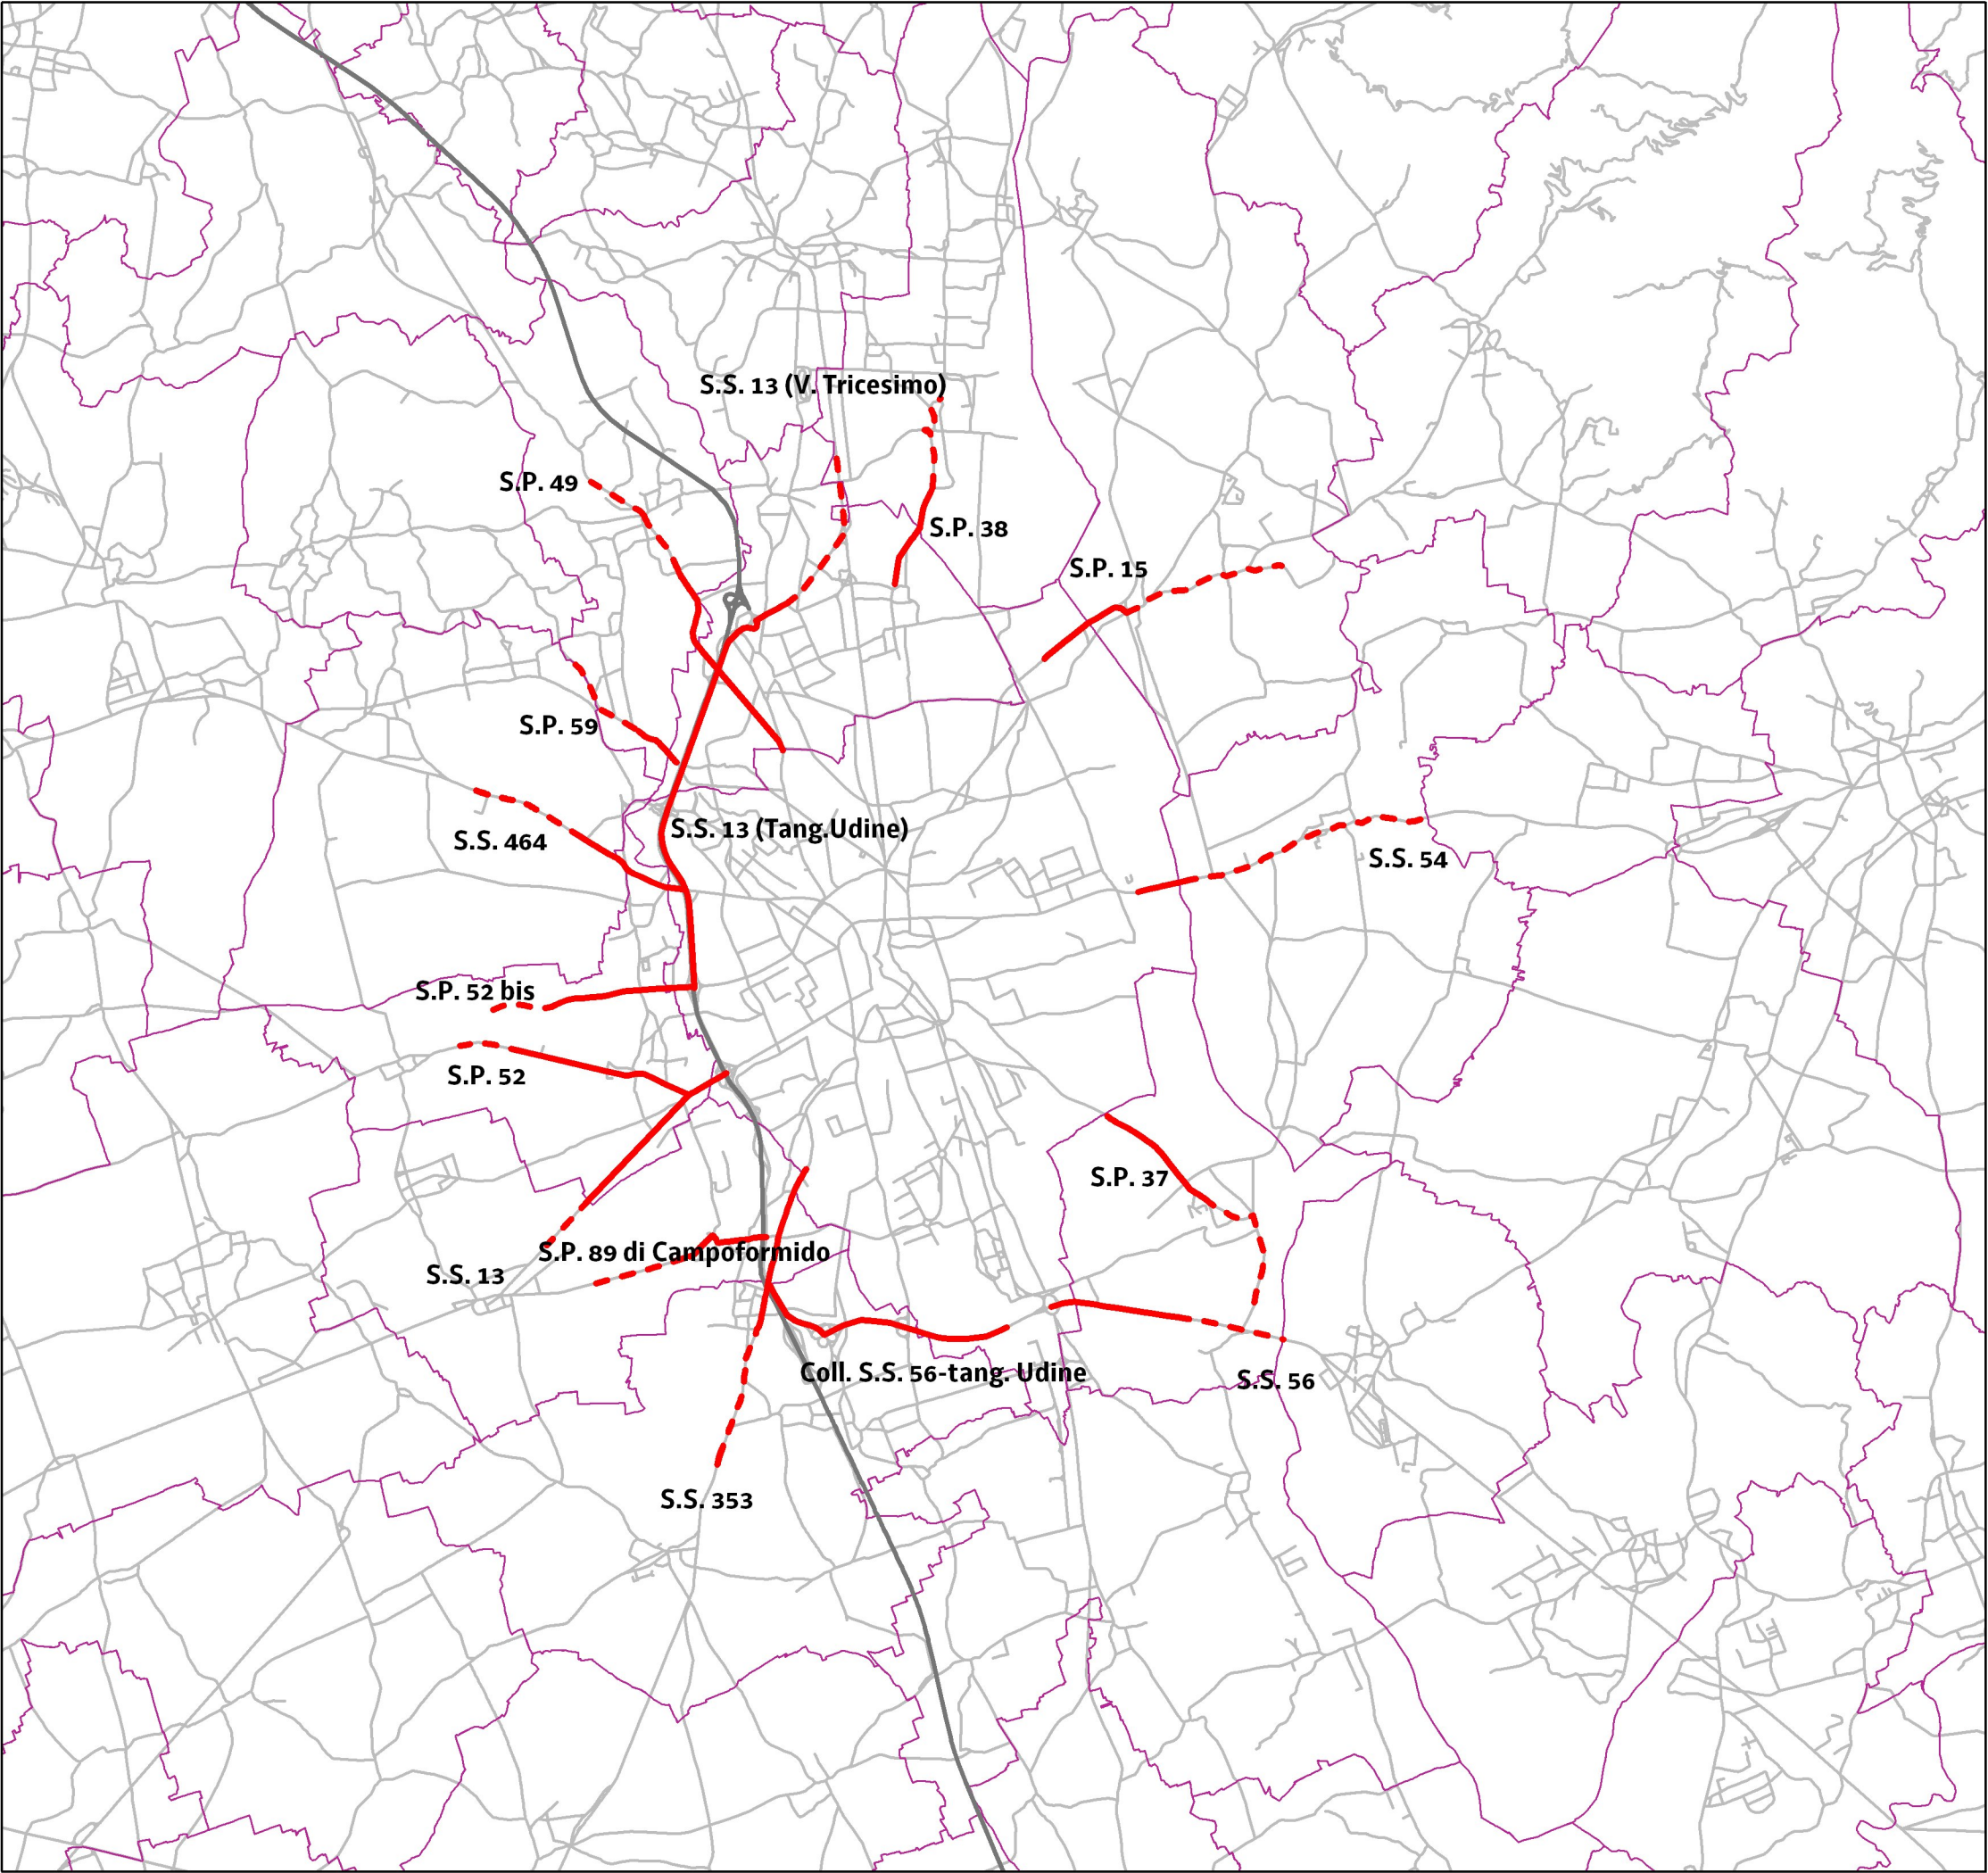 S.S. 13 (V. Tricesimo)
S.P. 49
S.P. 38
S.P. 15
S.P. 59
S.S. 13 (Tang.Udine)
S.S. 464
S.S. 54
S.P. 52 bis
S.P. 52
S.P. 37
S.P. 89 di Campoformido
S.S. 13
Coll. S.S. 56-tang. Udine
S.S. 56
S.S. 353